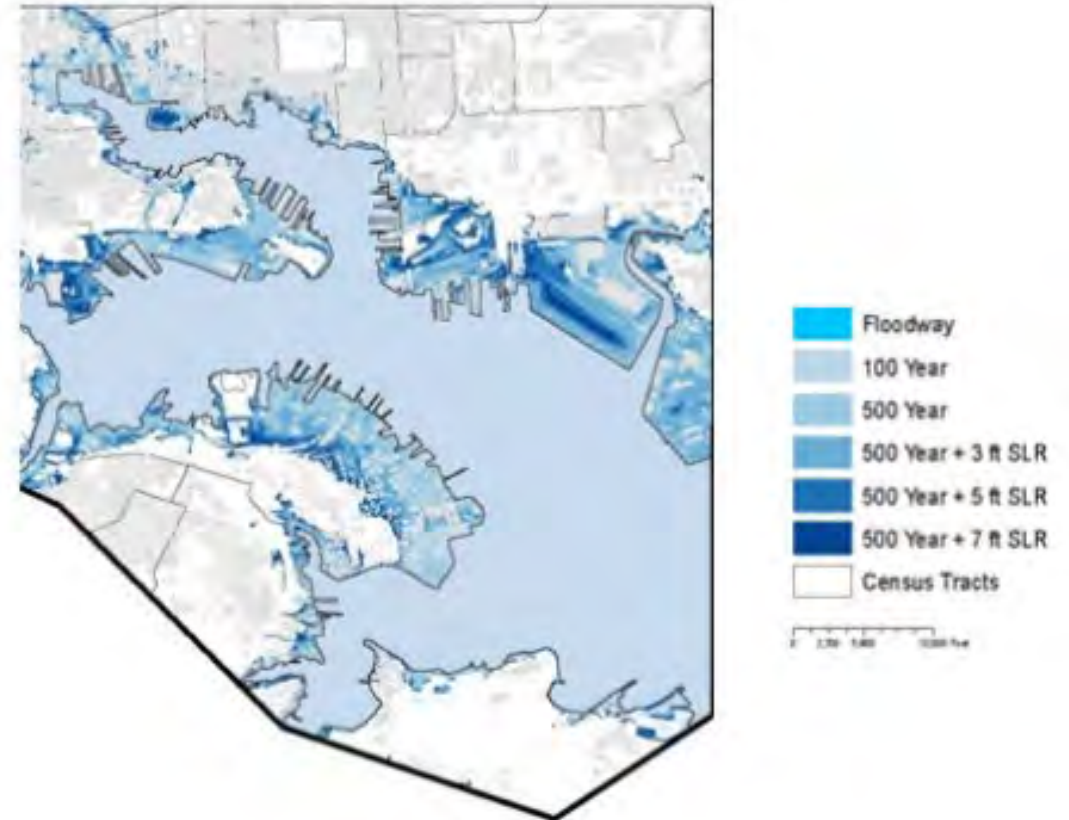 Floodway
100 Year
500 Year
500 Year + 3 ft SLR
500 Year + 5 ft SLR
500 Year + 7 ft SLR
Census Tracts
0